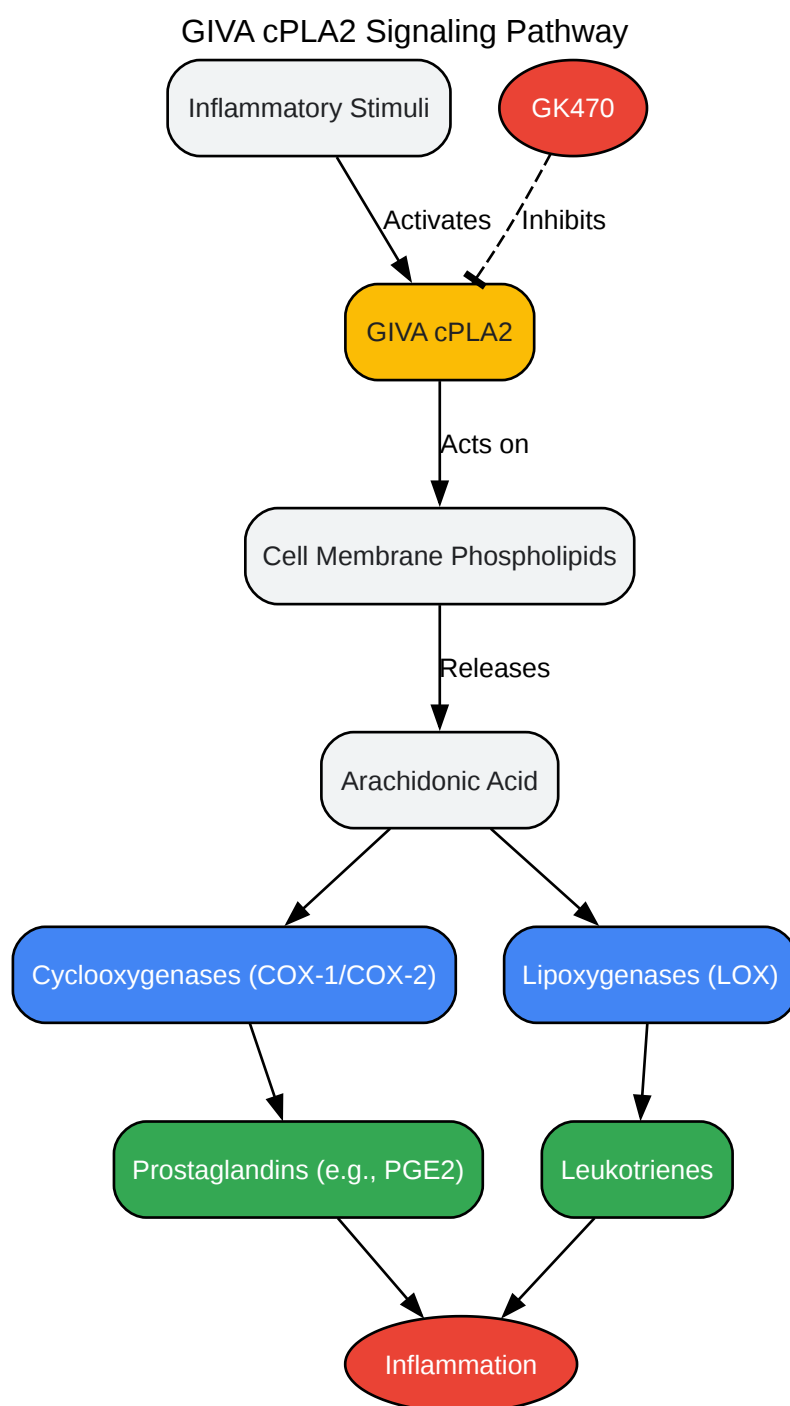 GIVA cPLA2 Signaling Pathway
Inflammatory Stimuli
GK470
Activates
Inhibits
GIVA cPLA2
Acts on
Cell Membrane Phospholipids
Releases
Arachidonic Acid
Cyclooxygenases (COX-1/COX-2)
Lipoxygenases (LOX)
Prostaglandins (e.g., PGE2)
Leukotrienes
Inflammation